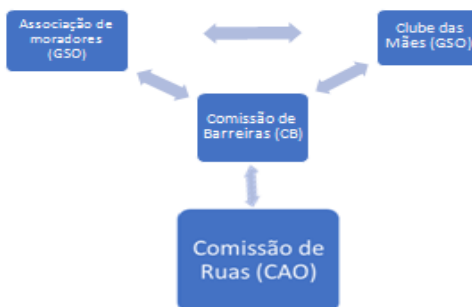 Associação de
moradores
(GSO)
Clube das
Mães (GSO)
Comissão de
Barreiras (CB)
Comissão de
Ruas (CAO)